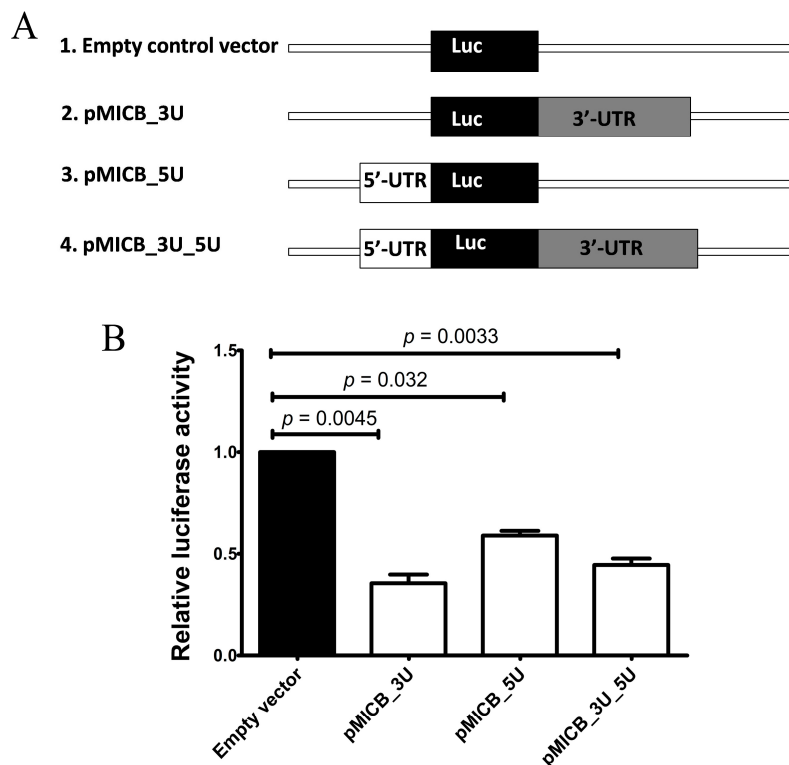 A
1. Empty control vector
Luc
2. pMICB_3U
Luc
3'-UTR
3. pMICB_5U
5'-UTR
Luc
4. pMICB_3U_5U
5'-UTR
Luc
3'-UTR
B
Relative luciferase activity
1.5
1.0
0.5
0.0
p = 0.0033
p = 0.032
p = 0.0045
Empty vector
pMICB_3U
pMICB_5U
pMICB_3U_5U